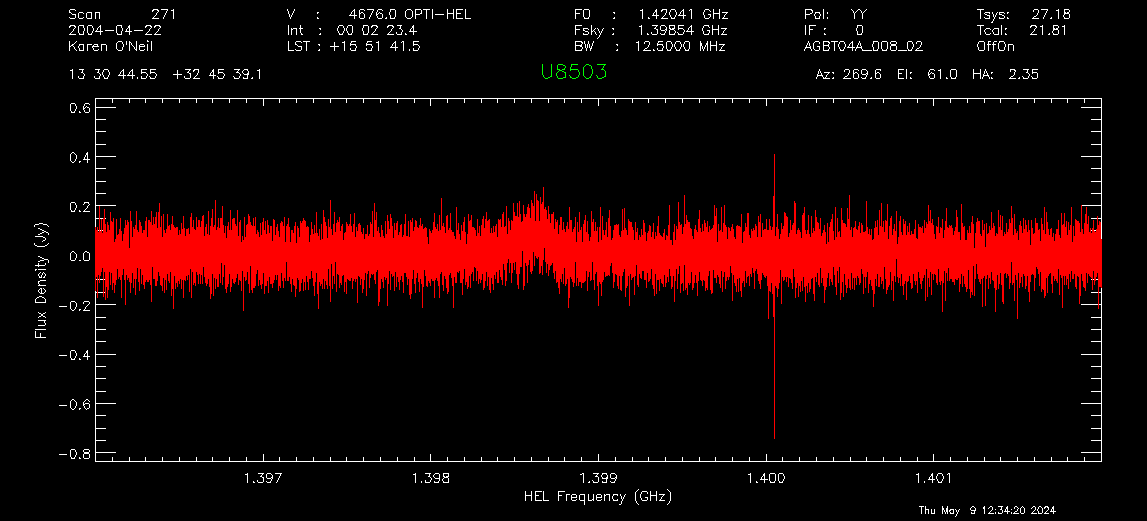 Scan 271 V : 4676.0 OPTI-HEL F0 : 1.42041 GHz Pol: YY Tsys: 27.18
2004-04-22 Int : 00 02 23.4 Fsky : 1.39854 GHz IF : 0 Tcal: 21.81
Karen O'Neil LST : +15 51 41.5 BW : 12.5000 MHz AGBT04A_008_02 OffOn
13 30 44.55 +32 45 39.1 U8503 Az: 269.6 El: 61.0 HA: 2.35
0.6
0.4
0.2
0.0
-0.2
-0.4
-0.6
-0.8
Flux Density (Jy)
1.397 1.398 1.399 1.400 1.401
HEL Frequency (GHz)
Thu May 9 12:34:20 2024